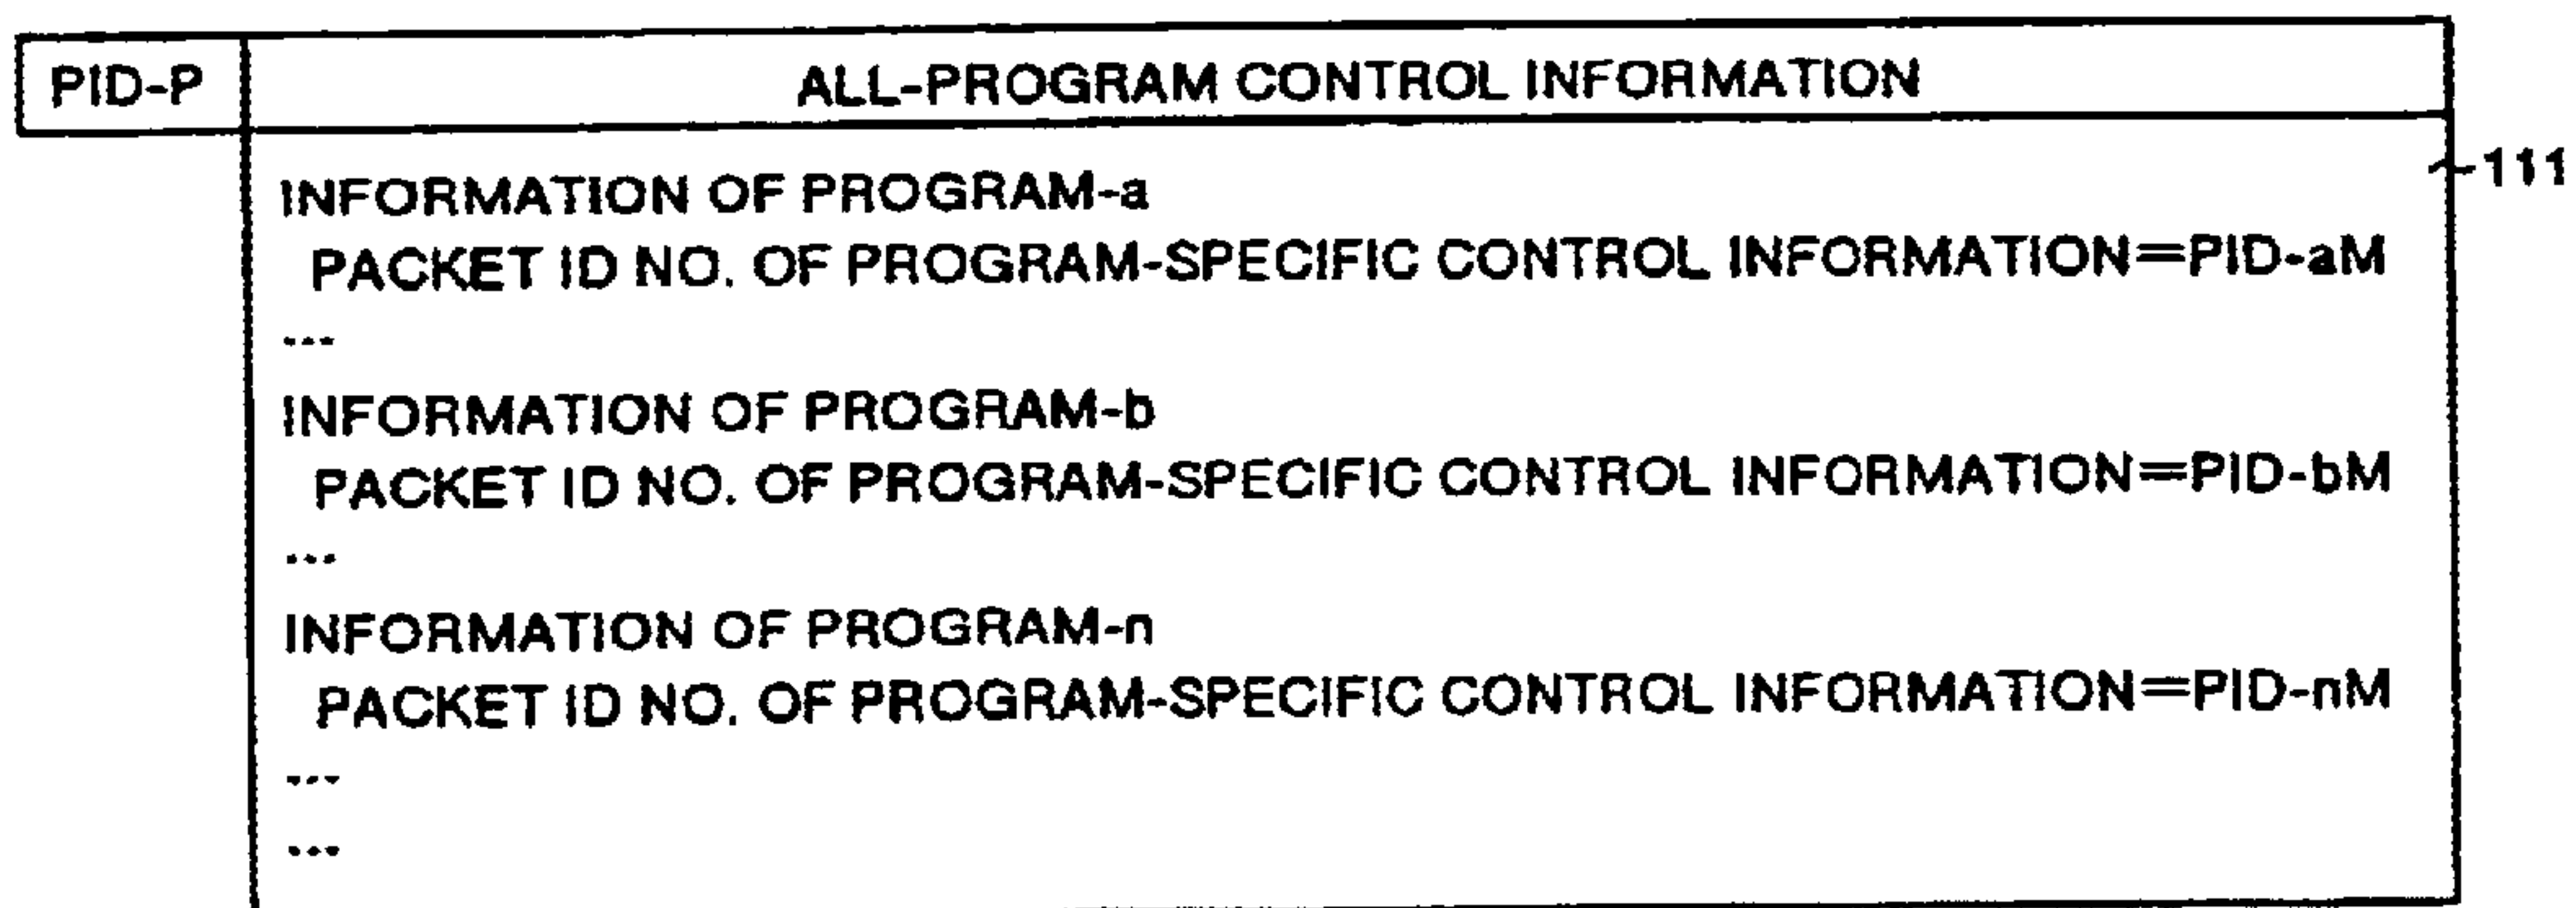 PID-P ALL-PROGRAM CONTROL INFORMATION
111
INFORMATION OF PROGRAM-a
PACKET ID NO. OF PROGRAM-SPECIFIC CONTROL INFORMATION=PID-aM
...
INFORMATION OF PROGRAM-b
PACKET ID NO. OF PROGRAM-SPECIFIC CONTROL INFORMATION=PID-bM
...
INFORMATION OF PROGRAM-n
PACKET ID NO. OF PROGRAM-SPECIFIC CONTROL INFORMATION=PID-nM
...
...